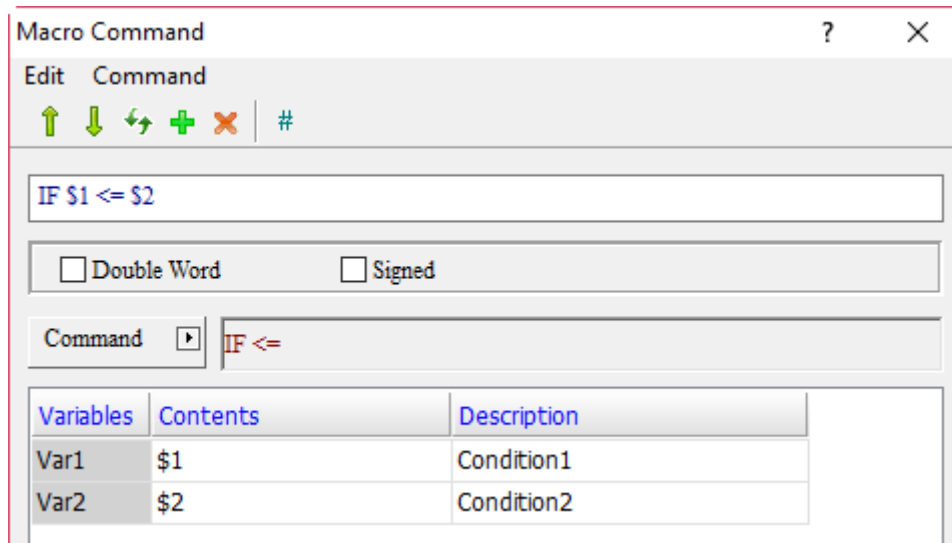 Macro Command ?
Edit Command
#
IF $1 <= $2
Double Word Signed
Command IF <=
Variables Contents Description
Var1 $1 Condition1
Var2 $2 Condition2